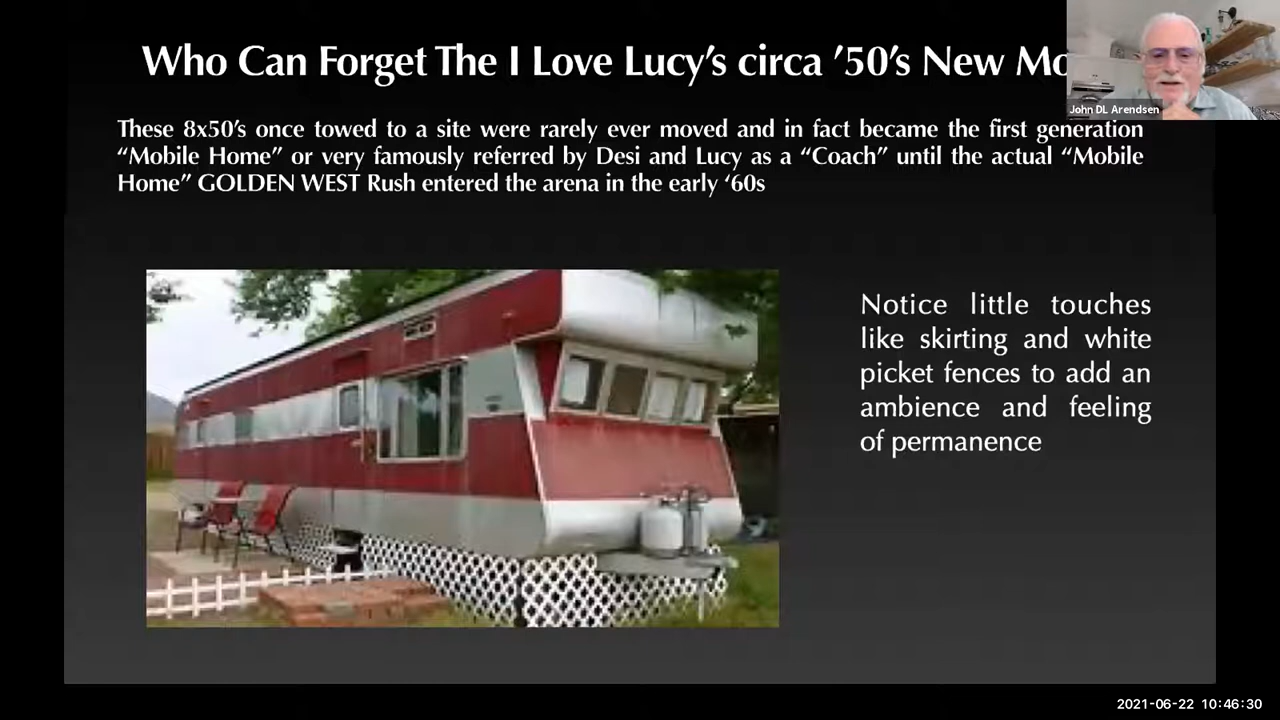 Who Can Forget The I Love Lucy's circa '50's New Mo
John DL Arendsen
These 8x50's once towed to a site were rarely ever moved and in fact became the first generation
“Mobile Home” or very famously referred by Desi and Lucy as a “Coach” until the actual “Mobile
Home” GOLDEN WEST Rush entered the arena in the early ‘60s
Notice little touches
like skirting and white
picket fences to add an
ambience and feeling
of permanence
2021-06-22 10:46:30